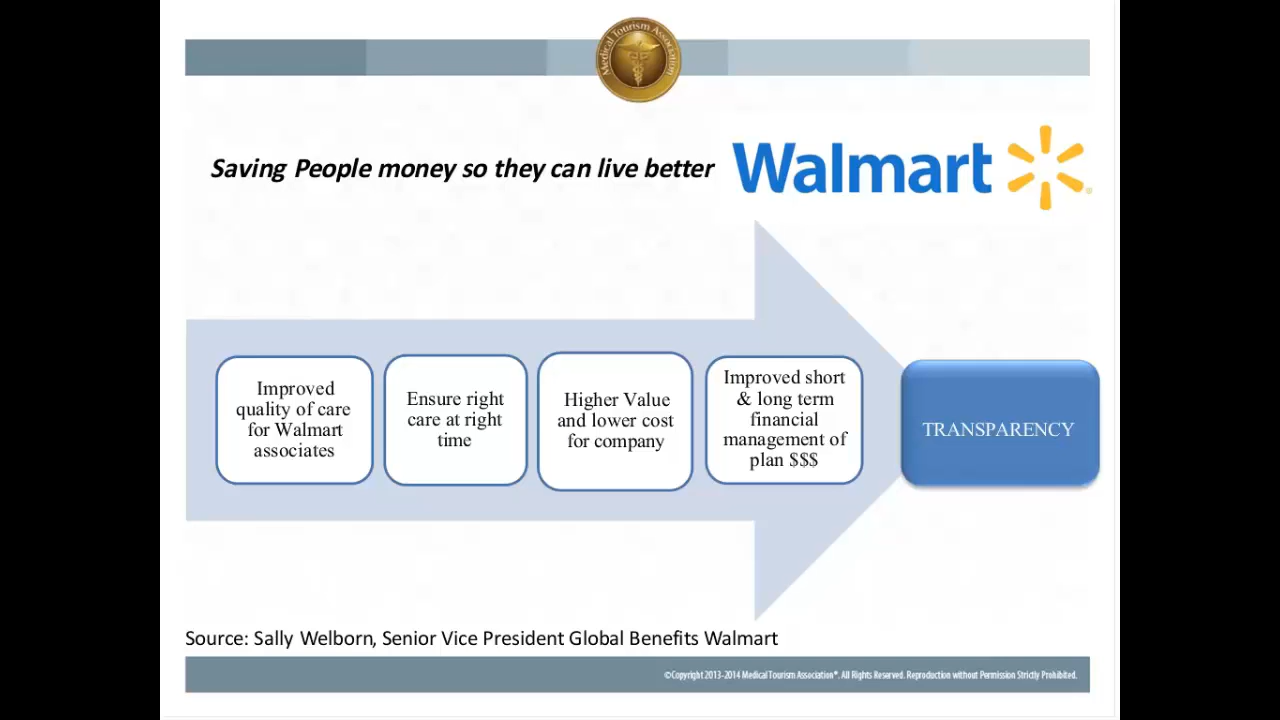 Medical Tourism Association
Saving People money so they can live better
Walmart
Improved
quality of care
for Walmart
associates
Ensure right
care at right
time
Higher Value
and lower cost
for company
Improved short
& long term
financial
management of
plan $$$
TRANSPARENCY
Source: Sally Welborn, Senior Vice President Global Benefits Walmart
©Copyright 2013-2014 Medical Tourism Association®. All Rights Reserved. Reproduction without Permission Strictly Prohibited.